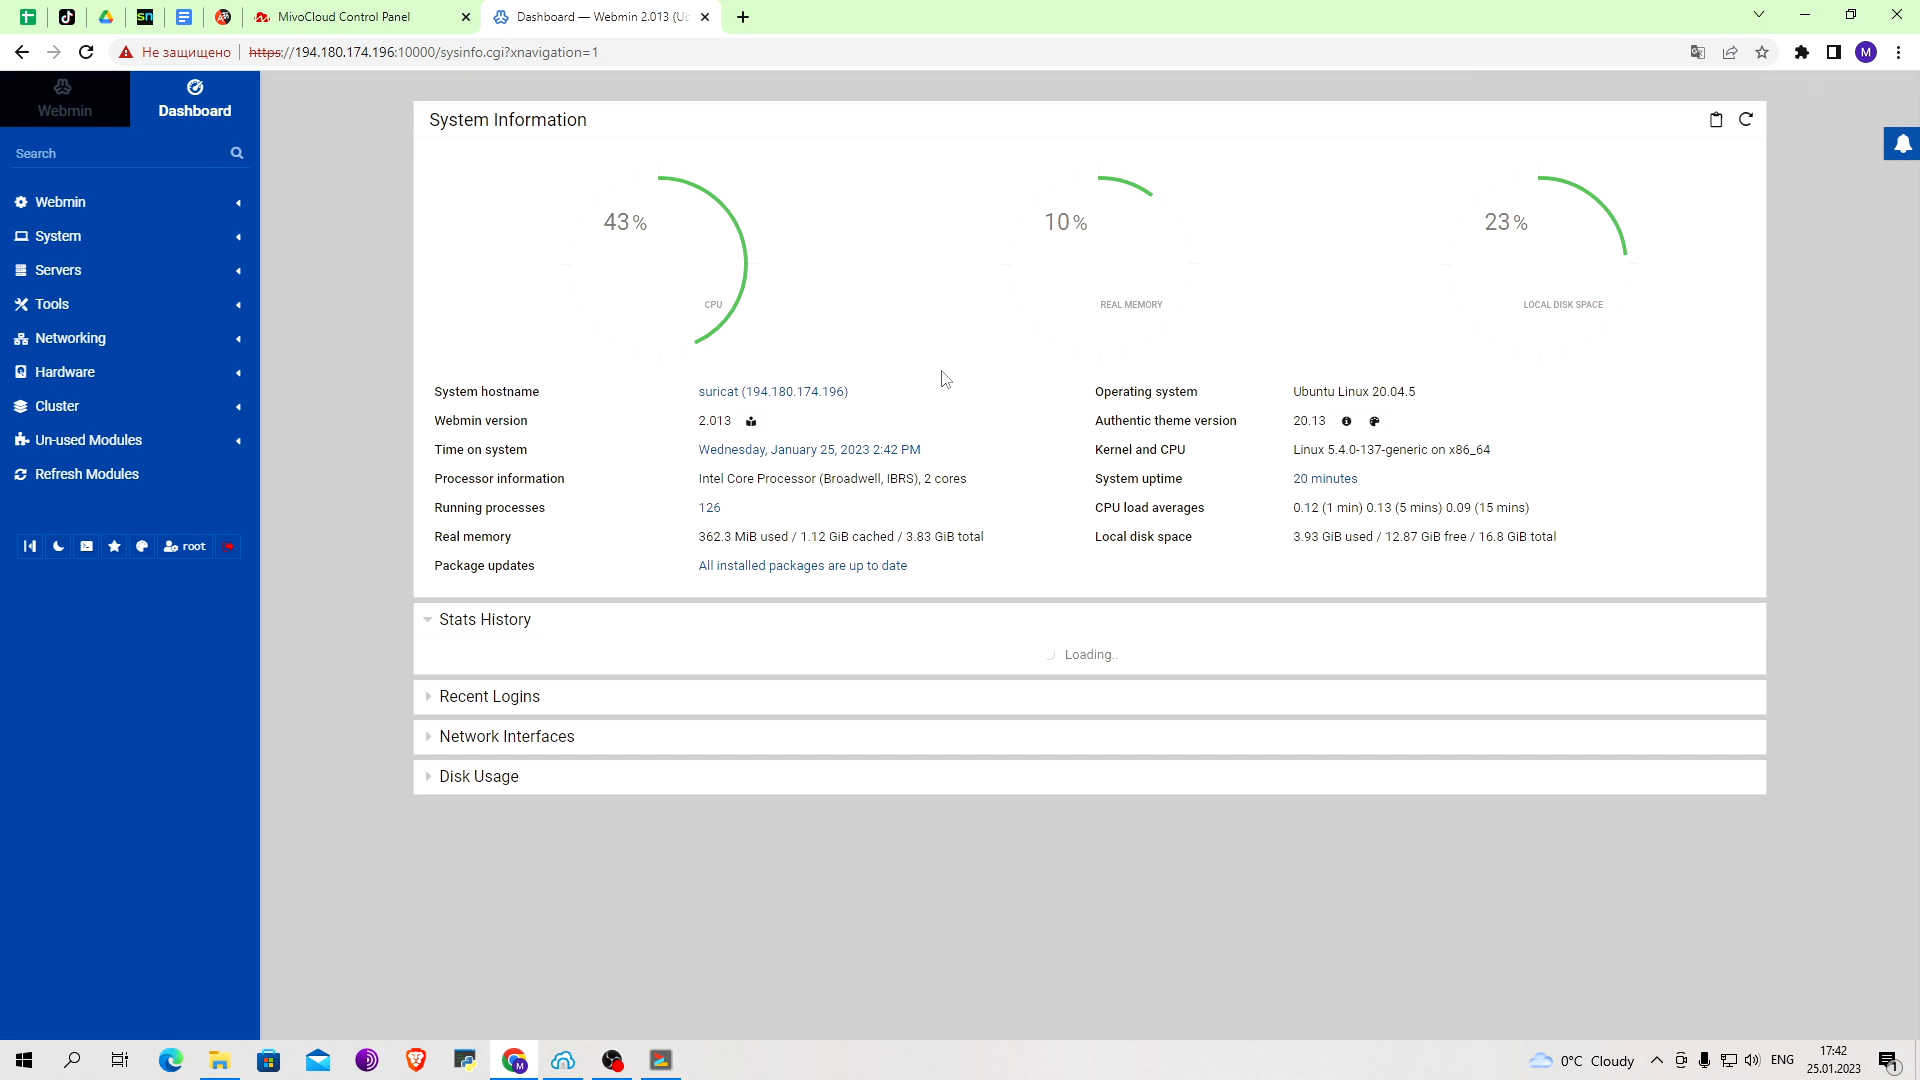 MivoCloud Control Panel
Dashboard — Webmin 2.013 (Ub
Не защищено
https://194.180.174.196:10000/sysinfo.cgi?xnavigation=1
M
Webmin
Dashboard
Search
Webmin
System
Servers
Tools
Networking
Hardware
Cluster
Un-used Modules
Refresh Modules
root
System Information
43%
CPU
10%
REAL MEMORY
23%
LOCAL DISK SPACE
System hostname
suricat (194.180.174.196)
Operating system
Ubuntu Linux 20.04.5
Webmin version
2.013
Authentic theme version
20.13
Time on system
Wednesday, January 25, 2023 2:42 PM
Kernel and CPU
Linux 5.4.0-137-generic on x86_64
Processor information
Intel Core Processor (Broadwell, IBRS), 2 cores
System uptime
20 minutes
Running processes
126
CPU load averages
0.12 (1 min) 0.13 (5 mins) 0.09 (15 mins)
Real memory
362.3 MiB used / 1.12 GiB cached / 3.83 GiB total
Local disk space
3.93 GiB used / 12.87 GiB free / 16.8 GiB total
Package updates
All installed packages are up to date
Stats History
Loading..
Recent Logins
Network Interfaces
Disk Usage
0°C Cloudy
ENG
17:42
25.01.2023
1